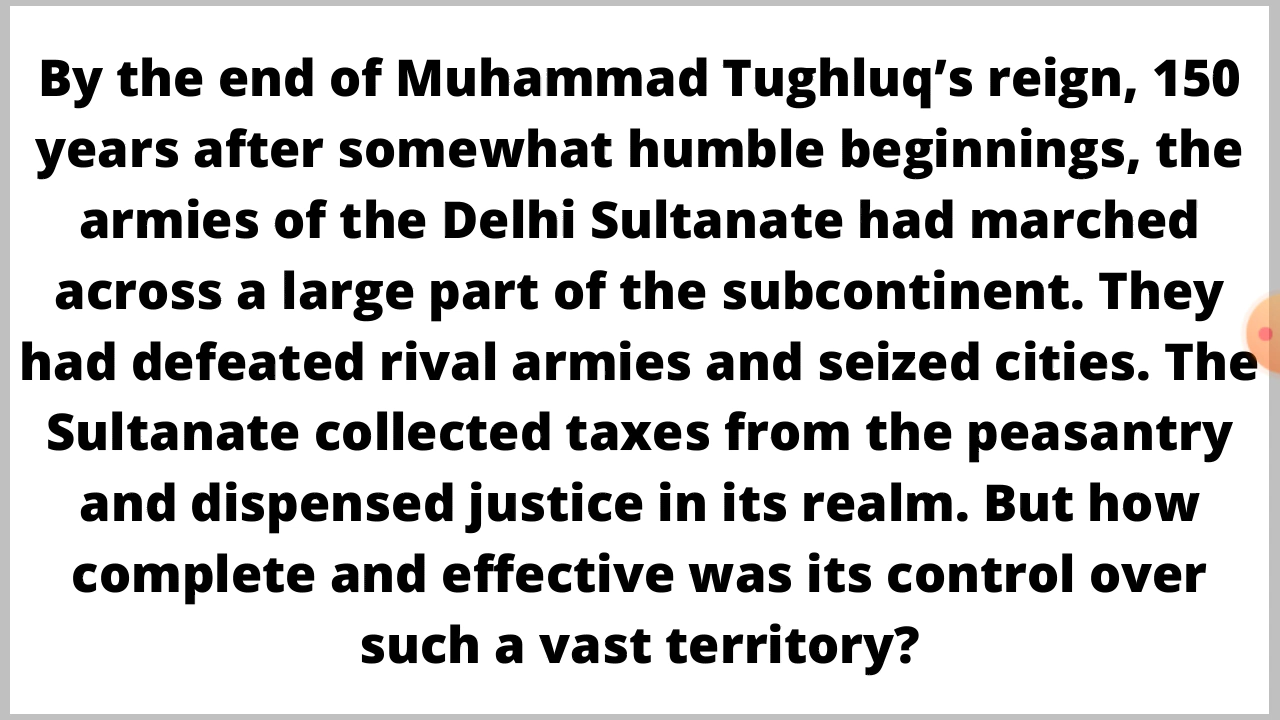 By the end of Muhammad Tughluq’s reign, 150
years after somewhat humble beginnings, the
armies of the Delhi Sultanate had marched
across a large part of the subcontinent. They
had defeated rival armies and seized cities. The
Sultanate collected taxes from the peasantry
and dispensed justice in its realm. But how
complete and effective was its control over
such a vast territory?